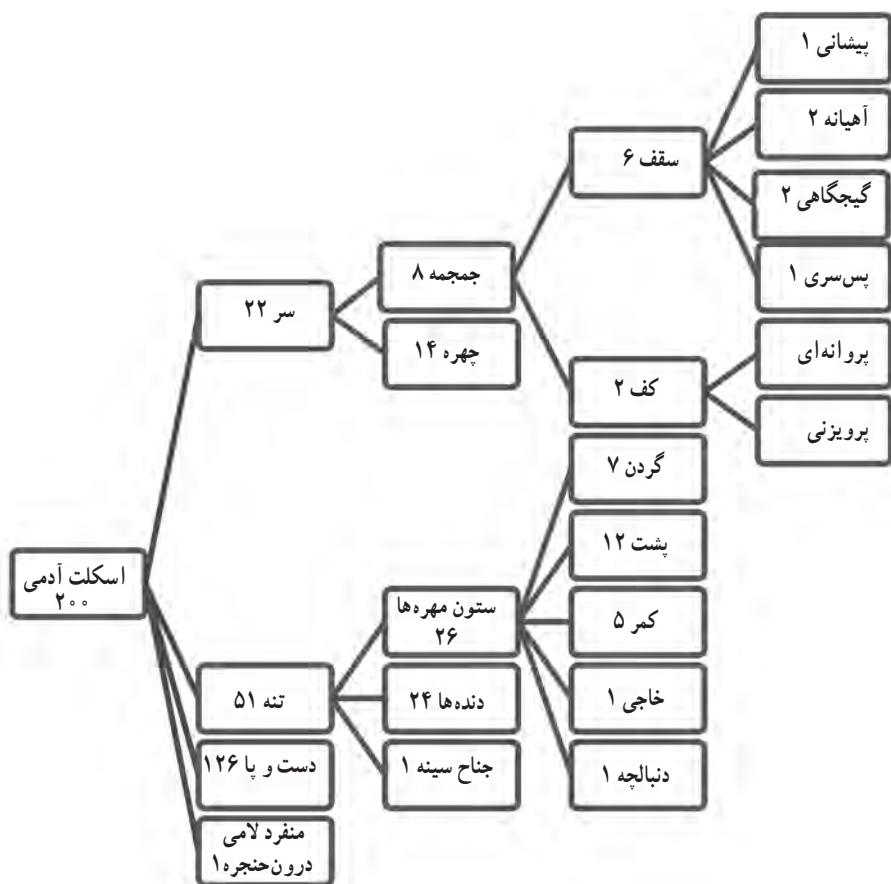 پیشانی ۱
آهیانه ۲
سقف ۶
گیجگاهی ۲
پس‌سری ۱
جمجمه ۸
سر ۲۲
چهره ۱۴
پروانه‌ای
کف ۲
پرویزنی
گردن ۷
پشت ۱۲
اسکلت آدمی
۲۰۰
ستون مهره‌ها
۲۶
کمر ۵
تنه ۵۱
دنده‌ها ۲۴
خاجی ۱
دست و پا ۱۲۶
جناح سینه ۱
دنبالچه ۱
منفرد لامی
درون‌حنجره ۱